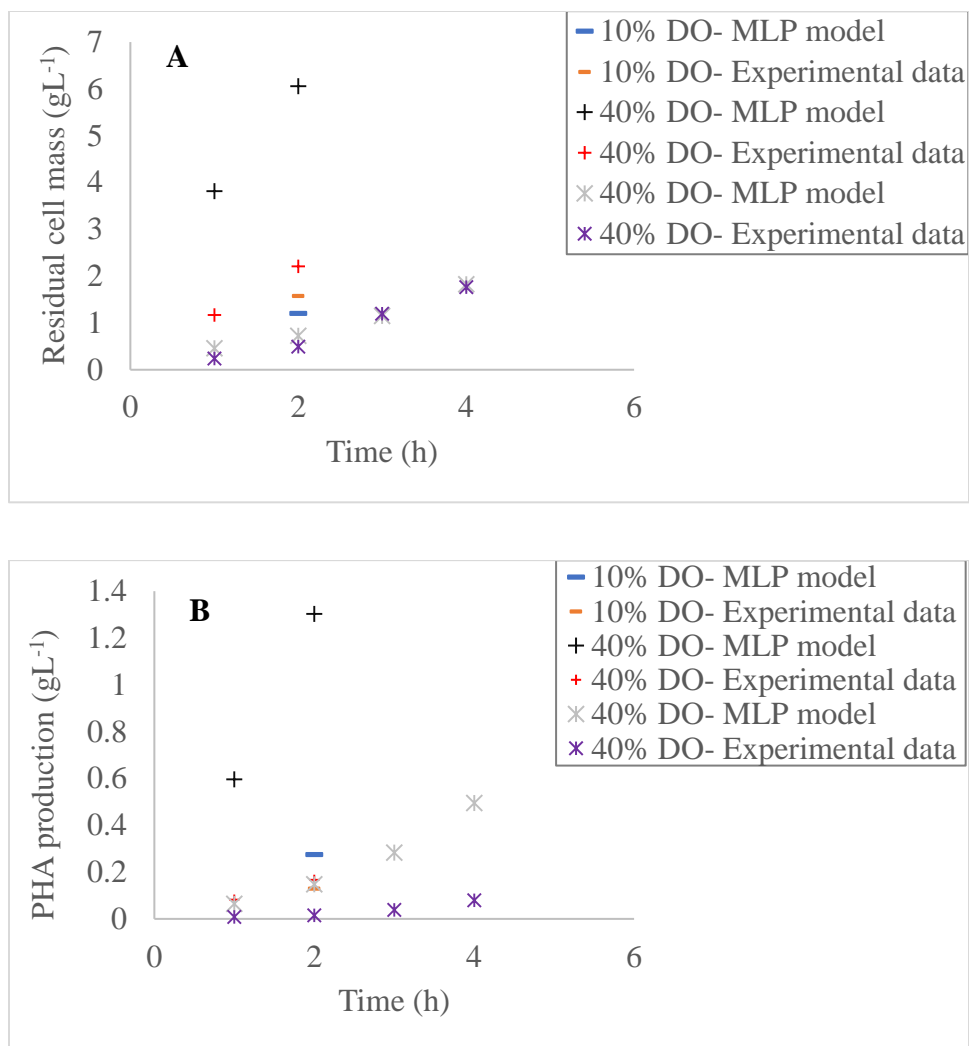 A
Residual cell mass (gL-1)
7
6
5
4
3
2
1
0
0 2 4 6
Time (h)
10% DO- MLP model
10% DO- Experimental data
40% DO- MLP model
40% DO- Experimental data
40% DO- MLP model
40% DO- Experimental data
B
PHA production (gL-1)
1.4
1.2
1
0.8
0.6
0.4
0.2
0
0 2 4 6
Time (h)
10% DO- MLP model
10% DO- Experimental data
40% DO- MLP model
40% DO- Experimental data
40% DO- MLP model
40% DO- Experimental data